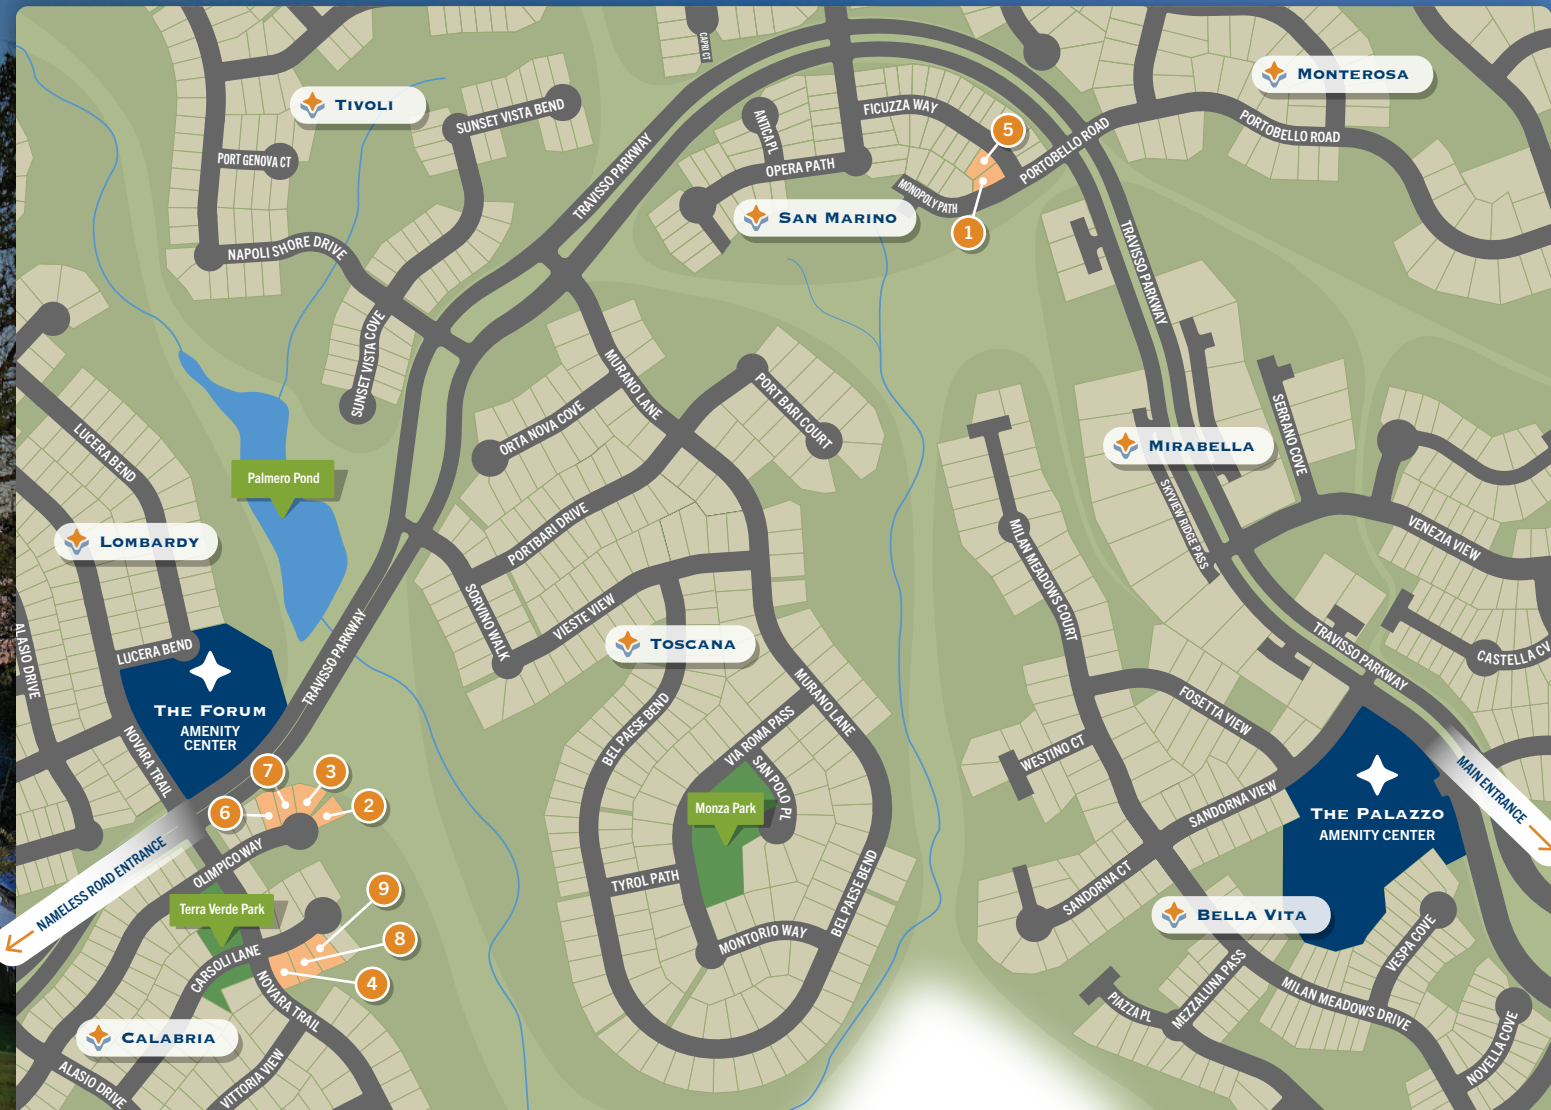 CAPRI CT
TIVOLI
SUNSET VISTA BEND
PORT GENOVA CT
NAPOLI SHORE DRIVE
SUNSET VISTA COVE
TRAVISSO PARKWAY
ANTICA PL
OPERA PATH
FICUZZA WAY
MONOPOLY PATH
SAN MARINO
5
1
PORTOBELLO ROAD
MONTEROSA
PORTOBELLO ROAD
TRAVISSO PARKWAY
MURANO LANE
ORTA NOVA COVE
PORT BARI COURT
PORTBARI DRIVE
LUCERA BEND
Palmero Pond
LOMBARDY
MIRABELLA
SERRANO COVE
SKYVIEW RIDGE PASS
VENEZIA VIEW
CASTELLA CV
MILAN MEADOWS COURT
SORVINO WALK
VIESTE VIEW
TOSCANA
ALASIO DRIVE
LUCERA BEND
THE FORUM
AMENITY
CENTER
TRAVISSO PARKWAY
NOVARA TRAIL
BEL PAESE BEND
MURANO LANE
VIA ROMA PASS
SAN POLO PL
Monza Park
TYROL PATH
MONTORIO WAY
BEL PAESE BEND
TRAVISSO PARKWAY
FOSETTA VIEW
WESTINO CT
SANDORNA VIEW
SANDORNA CT
THE PALAZZO
AMENITY CENTER
MAIN ENTRANCE
7
3
6
2
OLIMPICO WAY
NAMELESS ROAD ENTRANCE
Terra Verde Park
9
8
4
CARSOLI LANE
NOVARA TRAIL
CALABRIA
ALASIO DRIVE
VITTORIA VIEW
BELLA VITA
VESPA COVE
MEZZALUNA PASS
PIAZZA PL
MILAN MEADOWS DRIVE
NOVELLA COVE